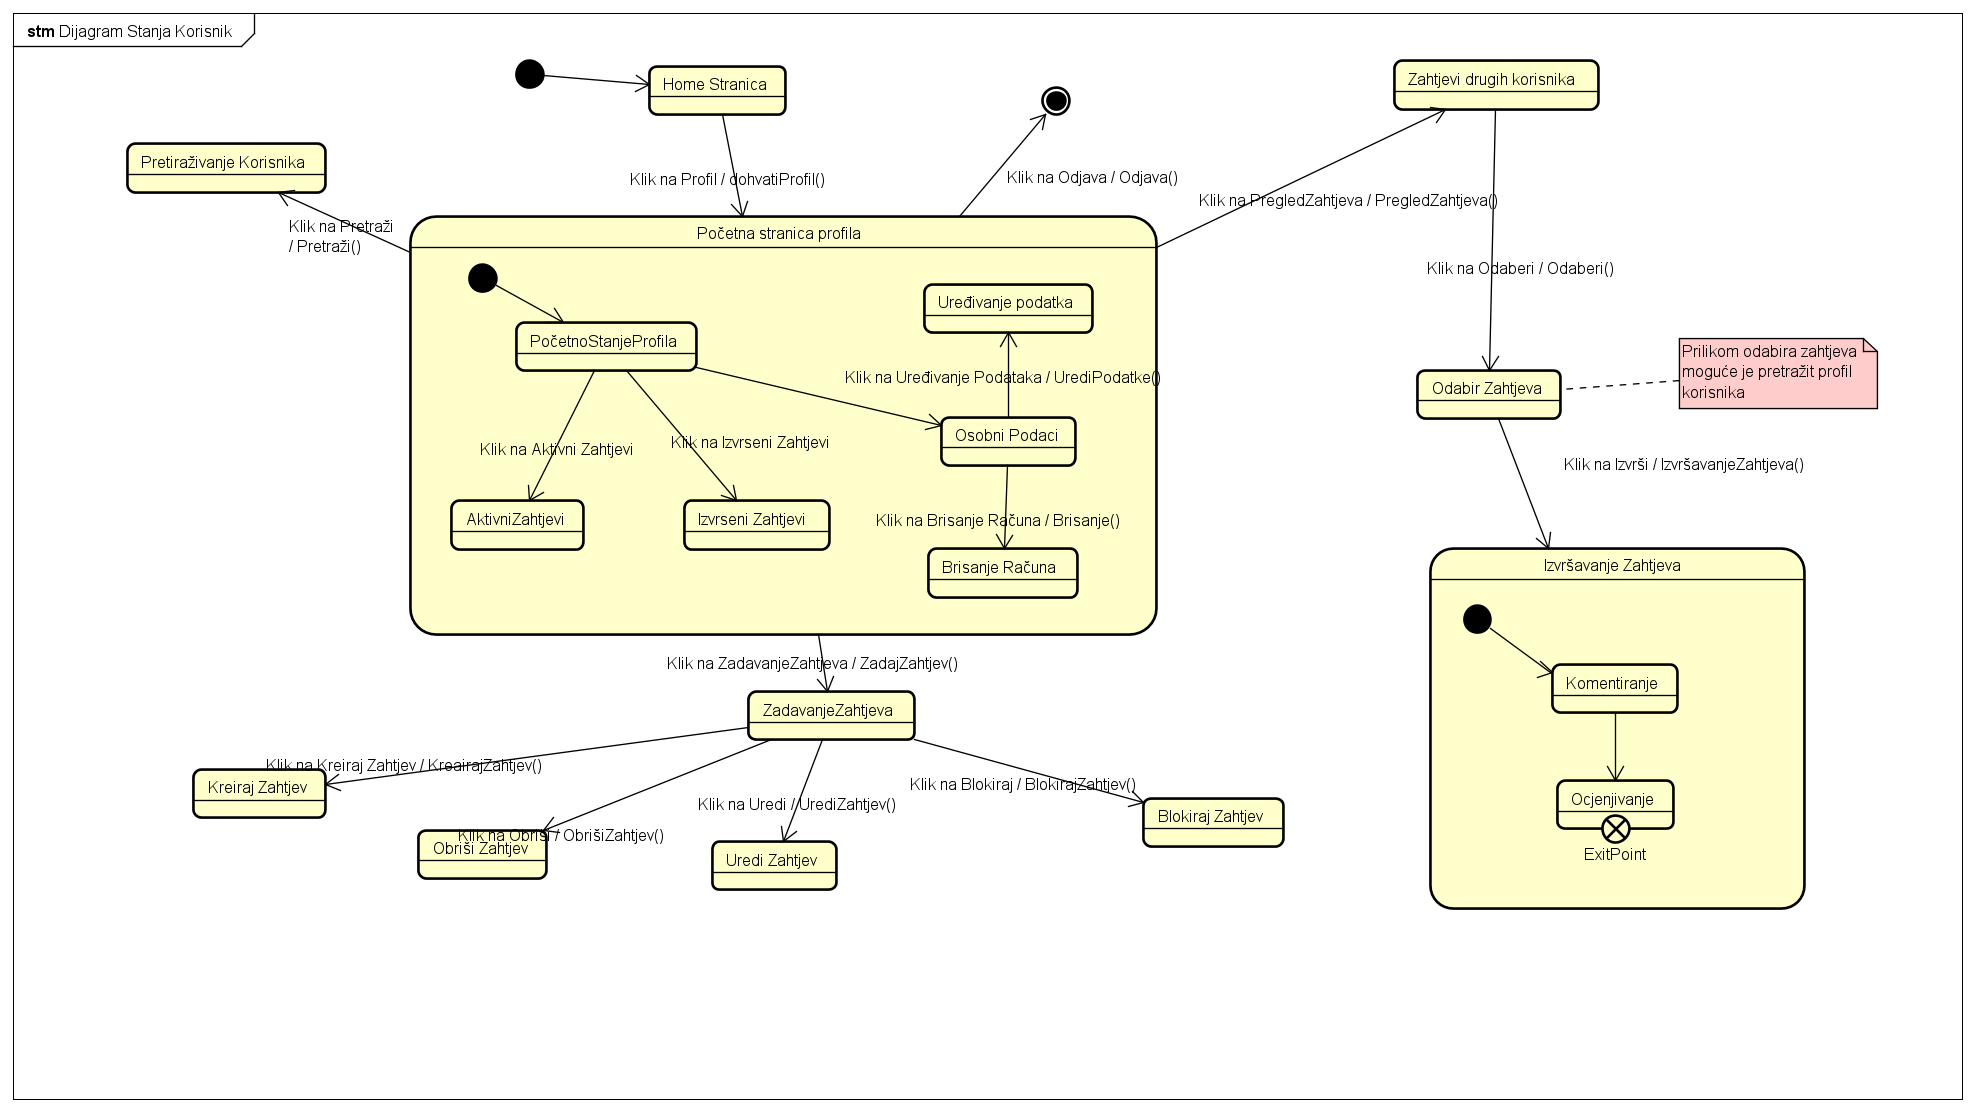 stm Dijagram Stanja Korisnik
Home Stranica
Zahtjevi drugih korisnika
Pretiraživanje Korisnika
Klik na Profil / dohvatiProfil()
Klik na Odjava / Odjava()
Klik na PregledZahtjeva / PregledZahtjeva()
Klik na Pretraži
/ Pretraži()
Početna stranica profila
Klik na Odaberi / Odaberi()
Uređivanje podatka
PočetnoStanjeProfila
Prilikom odabira zahtjeva
moguće je pretražit profil
korisnika
Klik na Uređivanje Podataka / UrediPodatke()
Odabir Zahtjeva
Osobni Podaci
Klik na Aktivni Zahtjevi
Klik na Izvrseni Zahtjevi
Klik na Izvrši / IzvršavanjeZahtjeva()
AktivniZahtjevi
Izvrseni Zahtjevi
Klik na Brisanje Računa / Brisanje()
Brisanje Računa
Izvršavanje Zahtjeva
Klik na ZadavanjeZahtjeva / ZadajZahtjev()
Komentiranje
ZadavanjeZahtjeva
Klik na Kreiraj Zahtjev / KreairajZahtjev()
Kreiraj Zahtjev
Klik na Blokiraj / BlokirajZahtjev()
Klik na Uredi / UrediZahtjev()
Ocjenjivanje
Blokiraj Zahtjev
Klik na Obriši / ObrišiZahtjev()
Obriši Zahtjev
Uredi Zahtjev
ExitPoint